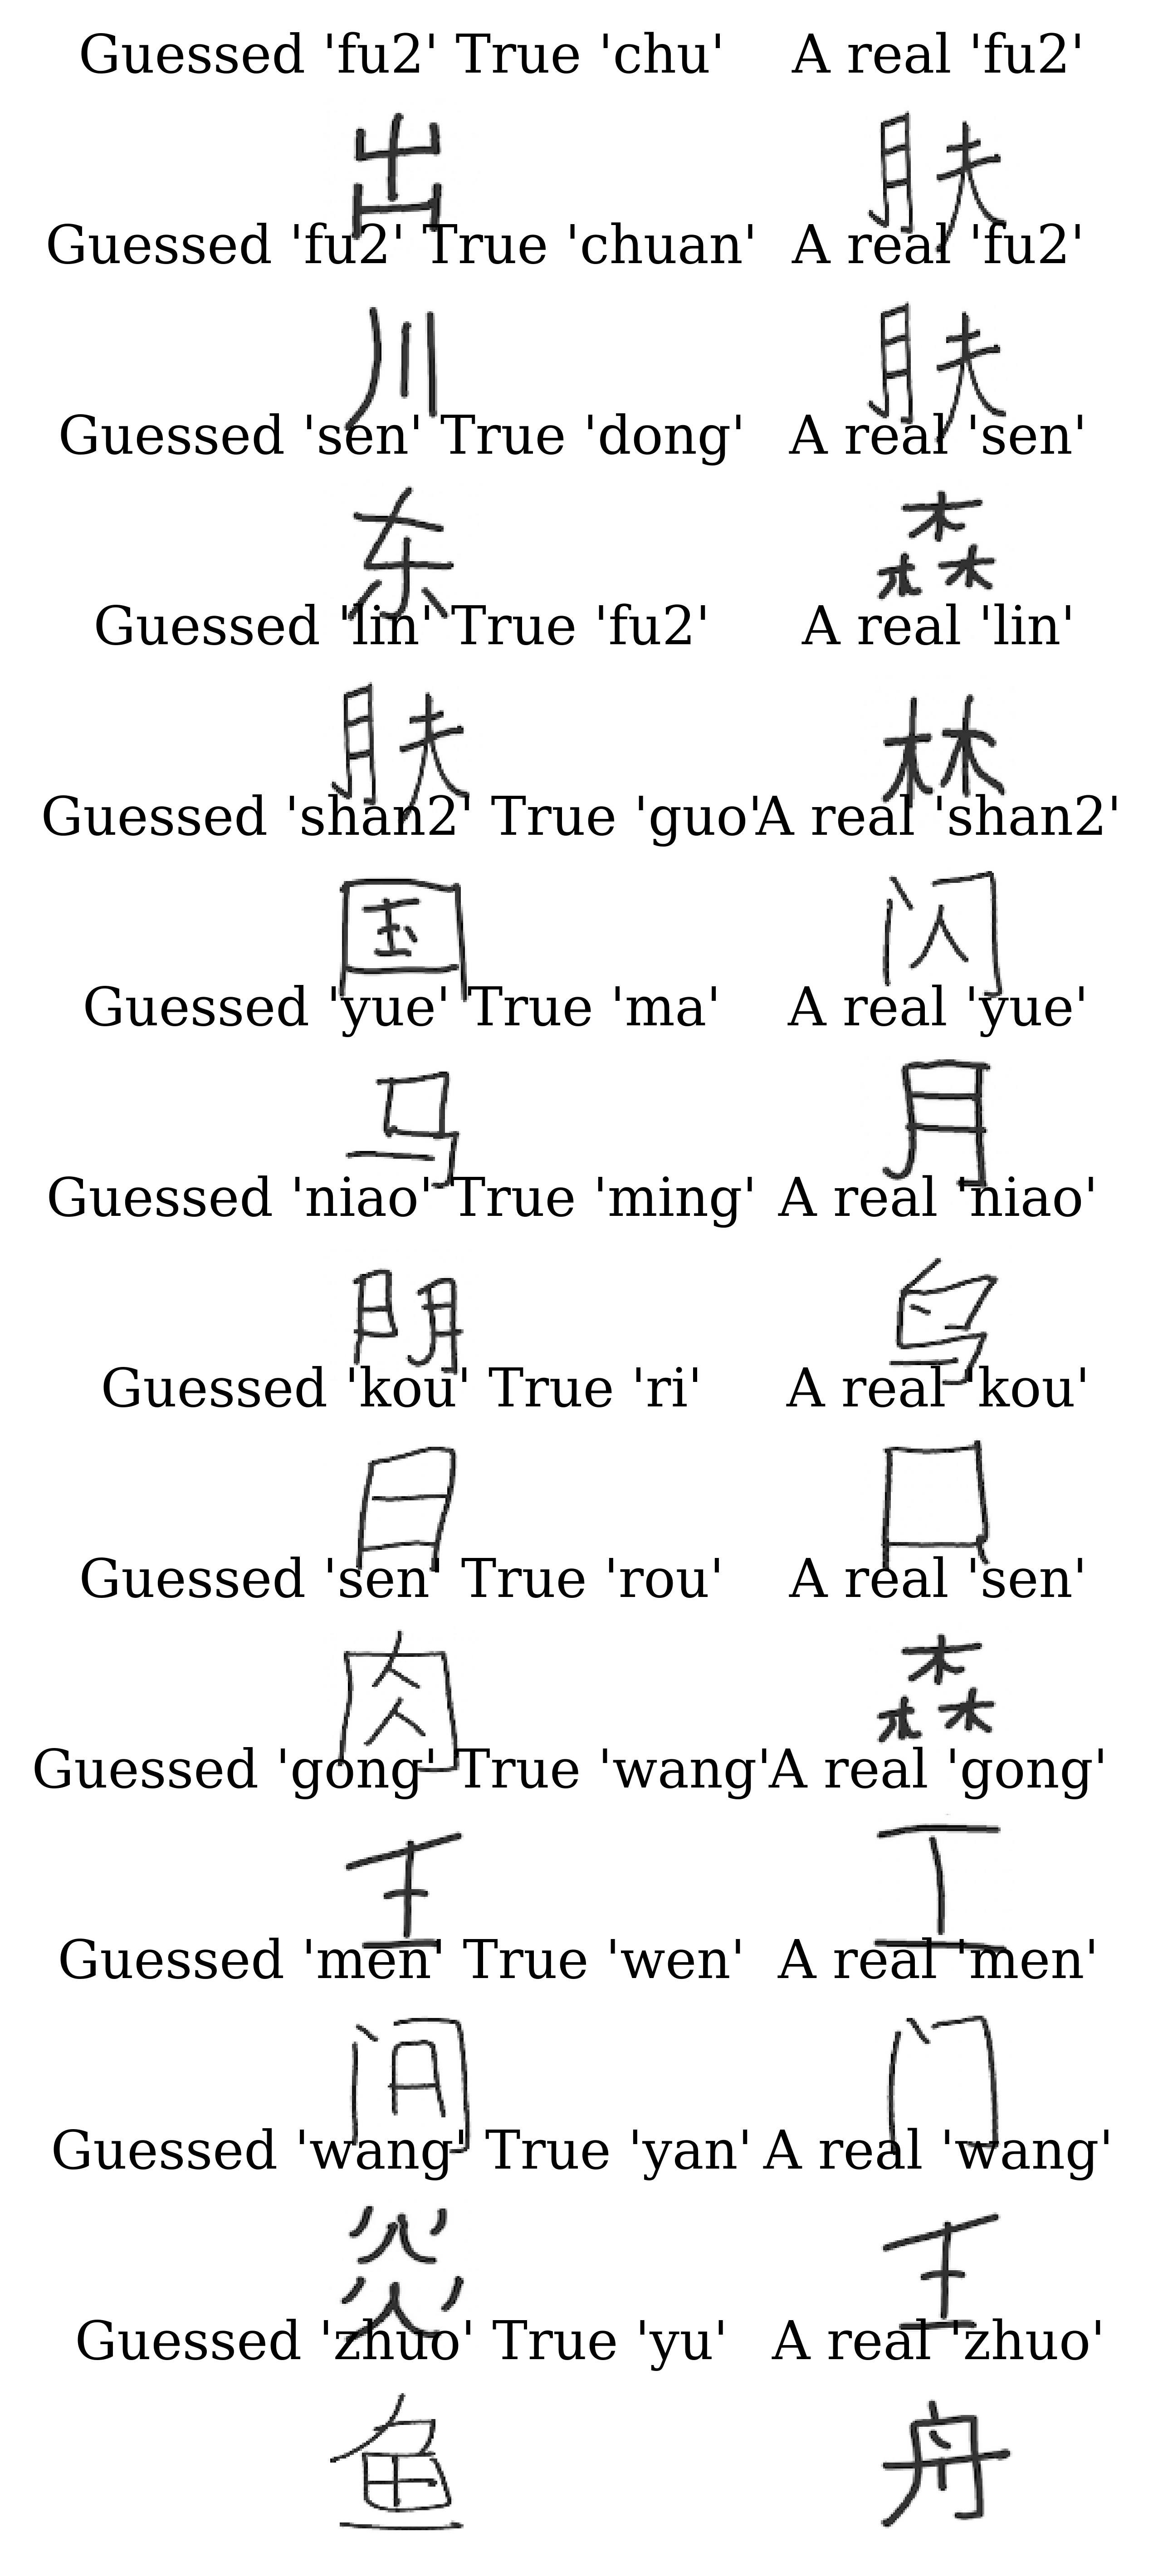 Guessed 'fu2' True 'chu' A real 'fu2'
出 肤
Guessed 'fu2' True 'chuan' A real 'fu2'
川 肤
Guessed 'sen' True 'dong' A real 'sen'
东 森
Guessed 'lin' True 'fu2' A real 'lin'
肤 林
Guessed 'shan2' True 'guo' A real 'shan2'
国 闪
Guessed 'yue' True 'ma' A real 'yue'
马 月
Guessed 'niao' True 'ming' A real 'niao'
明 鸟
Guessed 'kou' True 'ri' A real 'kou'
日 口
Guessed 'sen' True 'rou' A real 'sen'
肉 森
Guessed 'gong' True 'wang' A real 'gong'
王 工
Guessed 'men' True 'wen' A real 'men'
问 门
Guessed 'wang' True 'yan' A real 'wang'
炎 王
Guessed 'zhuo' True 'yu' A real 'zhuo'
鱼 舟